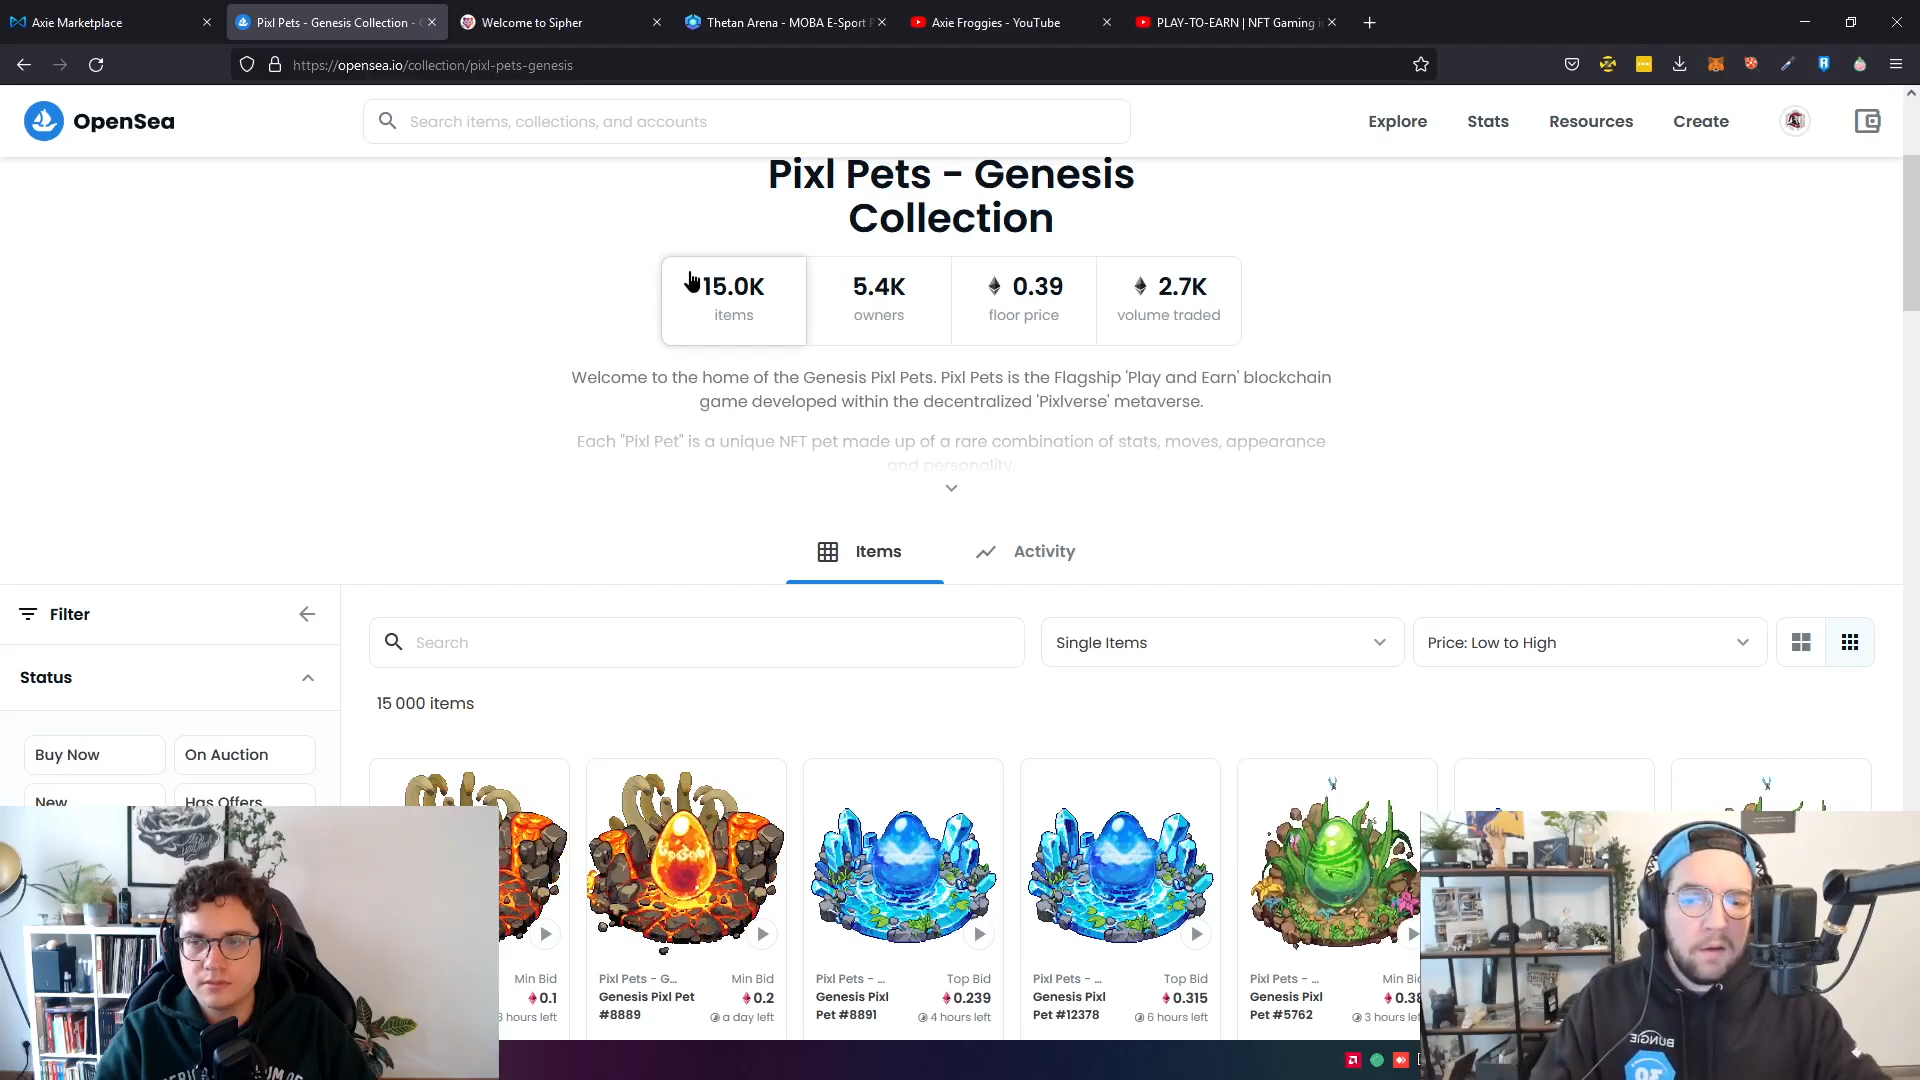 Axie Marketplace
Pixl Pets - Genesis Collection -
Welcome to Sipher
Thetan Arena - MOBA E-Sport
Axie Froggies - YouTube
PLAY-TO-EARN | NFT Gaming
https://opensea.io/collection/pixl-pets-genesis
OpenSea
Search items, collections, and accounts
Explore
Stats
Resources
Create
Pixl Pets - Genesis
Collection
15.0K
5.4K
0.39
2.7K
items
owners
floor price
volume traded
Welcome to the home of the Genesis Pixl Pets. Pixl Pets is the Flagship 'Play and Earn' blockchain
game developed within the decentralized 'Pixlverse' metaverse.
Each "Pixl Pet" is a unique NFT pet made up of a rare combination of stats, moves, appearance
and personality.
Items
Activity
Filter
Search
Single Items
Price: Low to High
Status
15 000 items
Buy Now
On Auction
New
Has Offers
Min Bid
0.1
3 hours left
Pixl Pets - G...
Min Bid
Genesis Pixl Pet
0.2
#8889
a day left
Pixl Pets - ...
Top Bid
Genesis Pixl
0.239
Pet #8891
4 hours left
Pixl Pets - ...
Top Bid
Genesis Pixl
0.315
Pet #12378
6 hours left
Pixl Pets - ...
Min Bi
Genesis Pixl
0.38
Pet #5762
3 hours left
BUNGIE